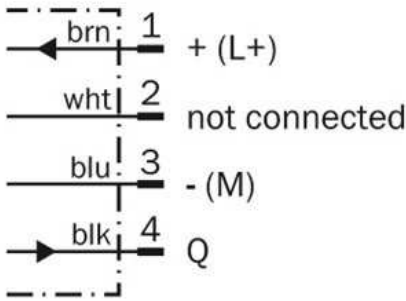 brn 1 + (L+)
wht 2 not connected
blu 3 - (M)
blk 4 Q